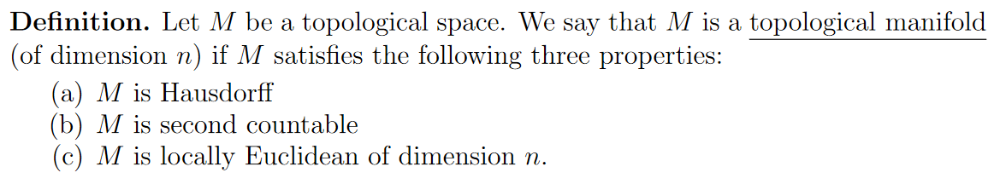 Definition. Let M be a topological space. We say that M is a topological manifold
(of dimension n) if M satisfies the following three properties:
(a) M is Hausdorff
(b) M is second countable
(c) M is locally Euclidean of dimension n.